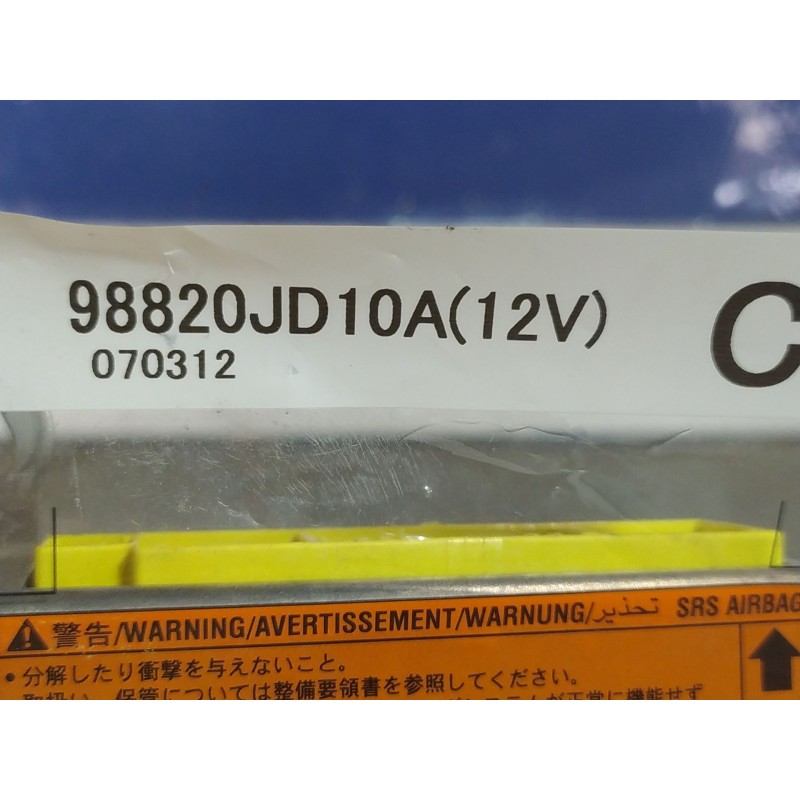 98820JD10A(12V)
070312
C
警告/WARNING/AVERTISSEMENT/WARNUNG/تحذير SRS AIRBAG
・分解したり衝撃を与えないこと。
取扱い、保管については整備要領書を参照してください。